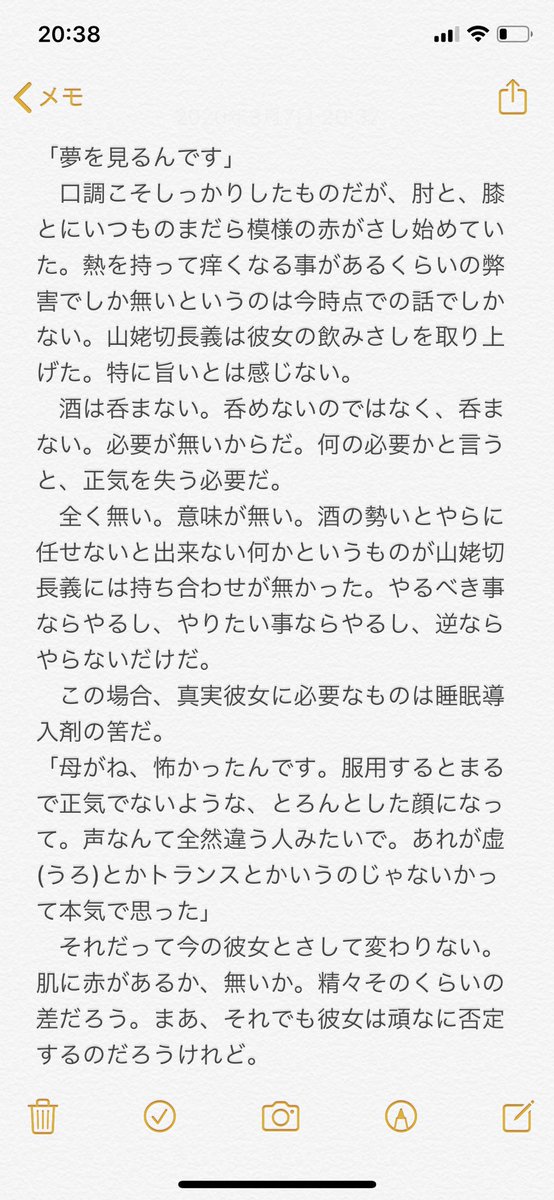 20:38
メモ
「夢を見るんです」
　口調こそしっかりしたものだが、肘と、膝
とにいつものまだら模様の赤がさし始めてい
た。熱を持って痒くなる事があるくらいの弊
害でしか無いというのは今時点での話でしか
ない。山姥切長義は彼女の飲みさしを取り上
げた。特に旨いとは感じない。
　酒は呑まない。呑めないのではなく、呑ま
ない。必要が無いからだ。何の必要かと言う
と、正気を失う必要だ。
　全く無い。意味が無い。酒の勢いとやらに
任せないと出来ない何かというものが山姥切
長義には持ち合わせが無かった。やるべき事
ならやるし、やりたい事ならやるし、逆なら
やらないだけだ。
　この場合、真実彼女に必要なものは睡眠導
入剤の筈だ。
「母がね、怖かったんです。服用するとまる
で正気でないような、とろんとした顔になっ
て。声なんて全然違う人みたいで。あれが虚
(うろ)とかトランスとかいうのじゃないかっ
て本気で思った」
　それだって今の彼女とさして変わりない。
肌に赤があるか、無いか。精々そのくらいの
差だろう。まあ、それでも彼女は頑なに否定
するのだろうけれど。